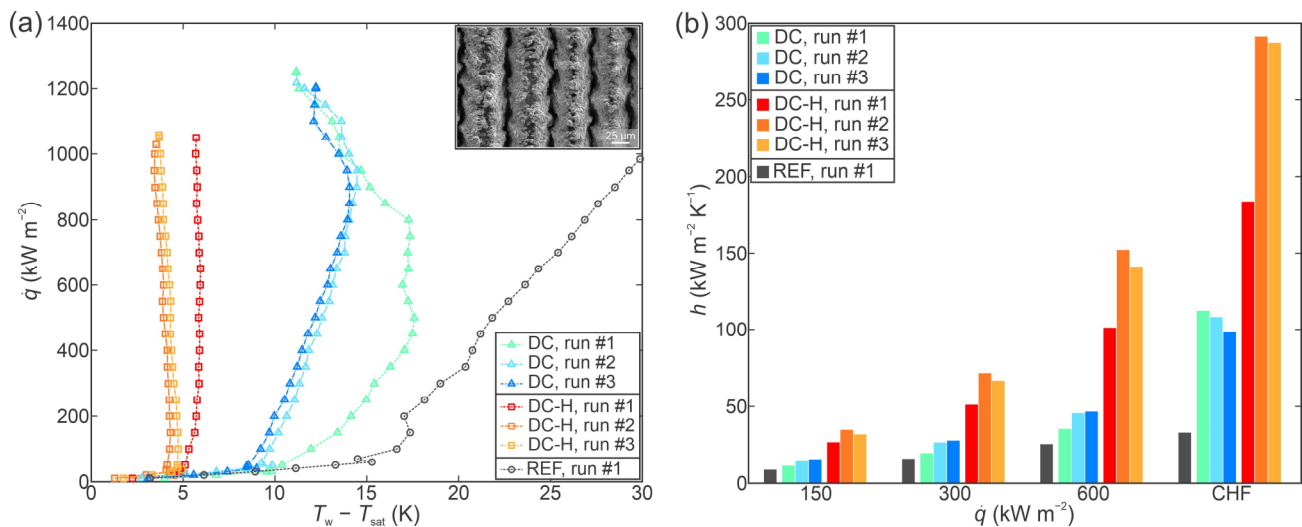 (a)
1400
1200
1000
800
600
400
200
0
q̇ (kW m⁻²)
0 5 10 15 20 25 30
T_w − T_sat (K)
25 µm
DC, run #1
DC, run #2
DC, run #3
DC-H, run #1
DC-H, run #2
DC-H, run #3
REF, run #1
(b)
300
250
200
150
100
50
0
h (kW m⁻² K⁻¹)
DC, run #1
DC, run #2
DC, run #3
DC-H, run #1
DC-H, run #2
DC-H, run #3
REF, run #1
150 300 600 CHF
q̇ (kW m⁻²)